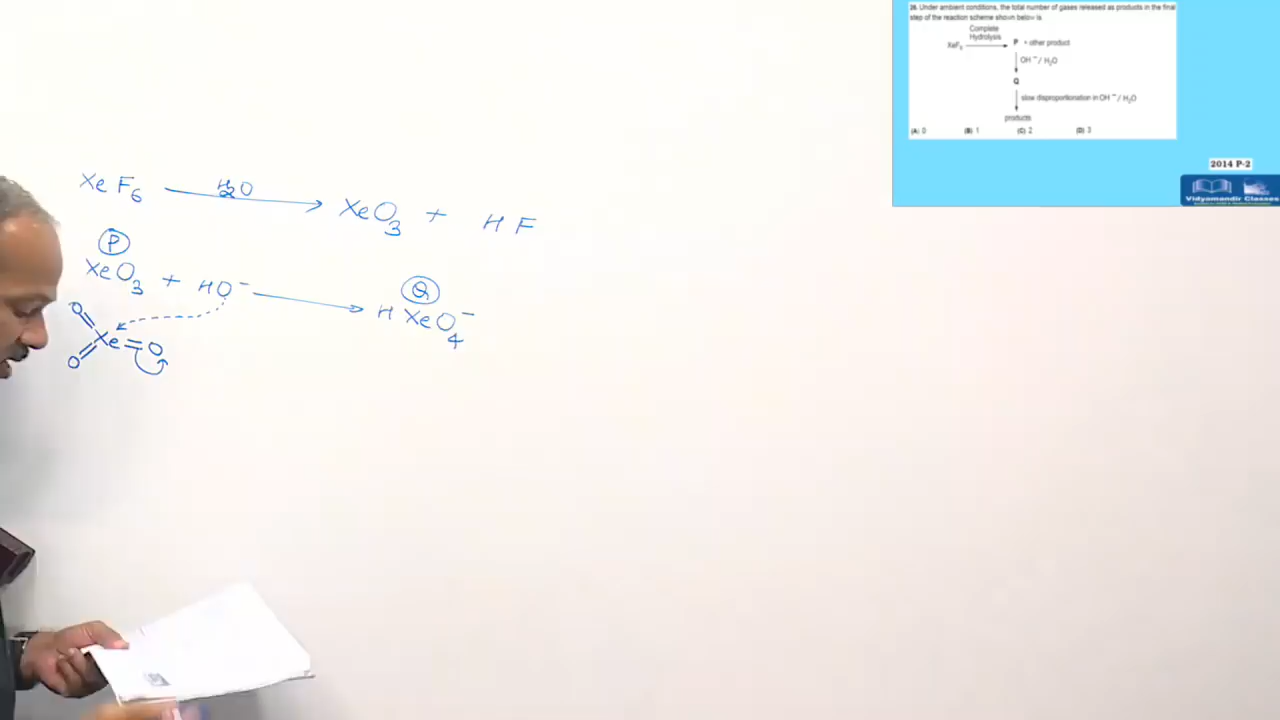 26. Under ambient conditions, the total number of gases released as products in the final
step of the reaction scheme shown below is
Complete
Hydrolysis
XeF₆ → P + other product
OH⁻ / H₂O
Q
slow disproportionation in OH⁻ / H₂O
products
(A) 0 (B) 1 (C) 2 (D) 3
2014 P-2
Vidyamandir Classes
XeF₆ H₂O → XeO₃ + HF
P
XeO₃ + HO⁻ → HXeO₄⁻
Q
O
Xe=O
O